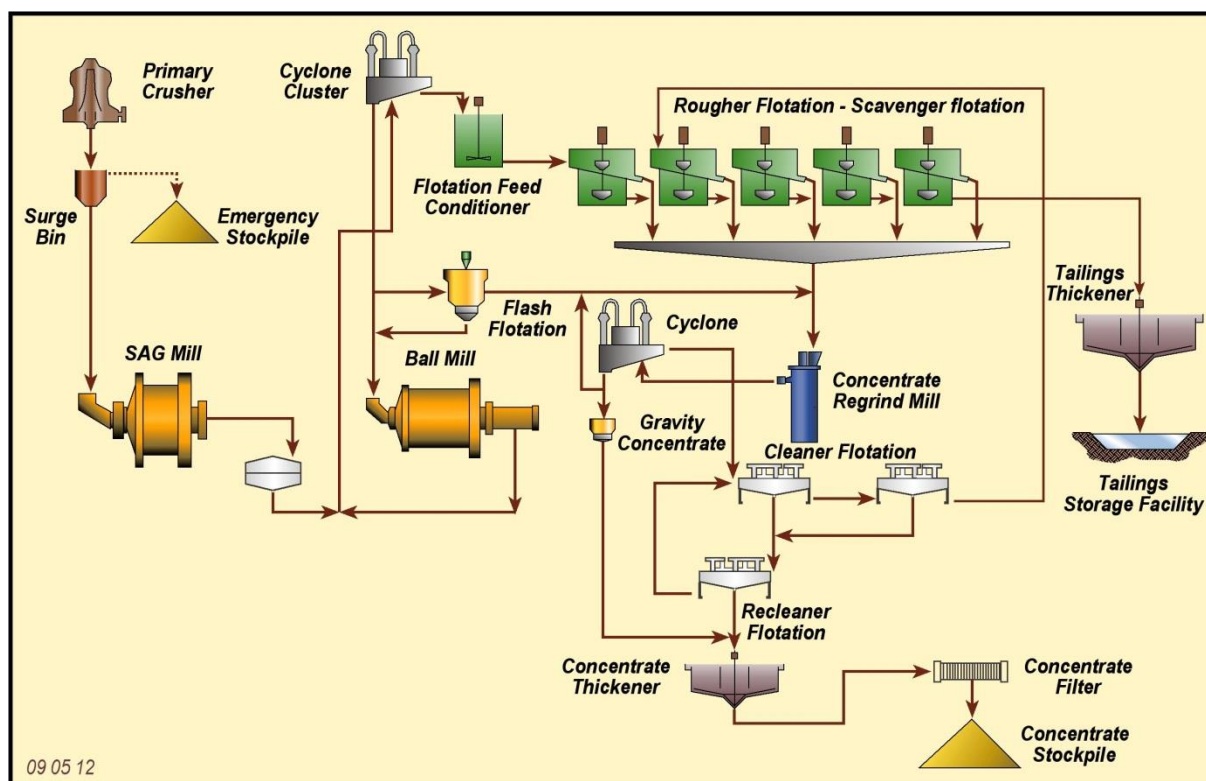 Primary
Crusher
Cyclone
Cluster
Rougher Flotation - Scavenger flotation
Surge
Bin
Emergency
Stockpile
Flotation Feed
Conditioner
Tailings
Thickener
Flash
Flotation
Cyclone
SAG Mill
Ball Mill
Concentrate
Regrind Mill
Gravity
Concentrate
Cleaner Flotation
Tailings
Storage Facility
Recleaner
Flotation
Concentrate
Thickener
Concentrate
Filter
Concentrate
Stockpile
09 05 12